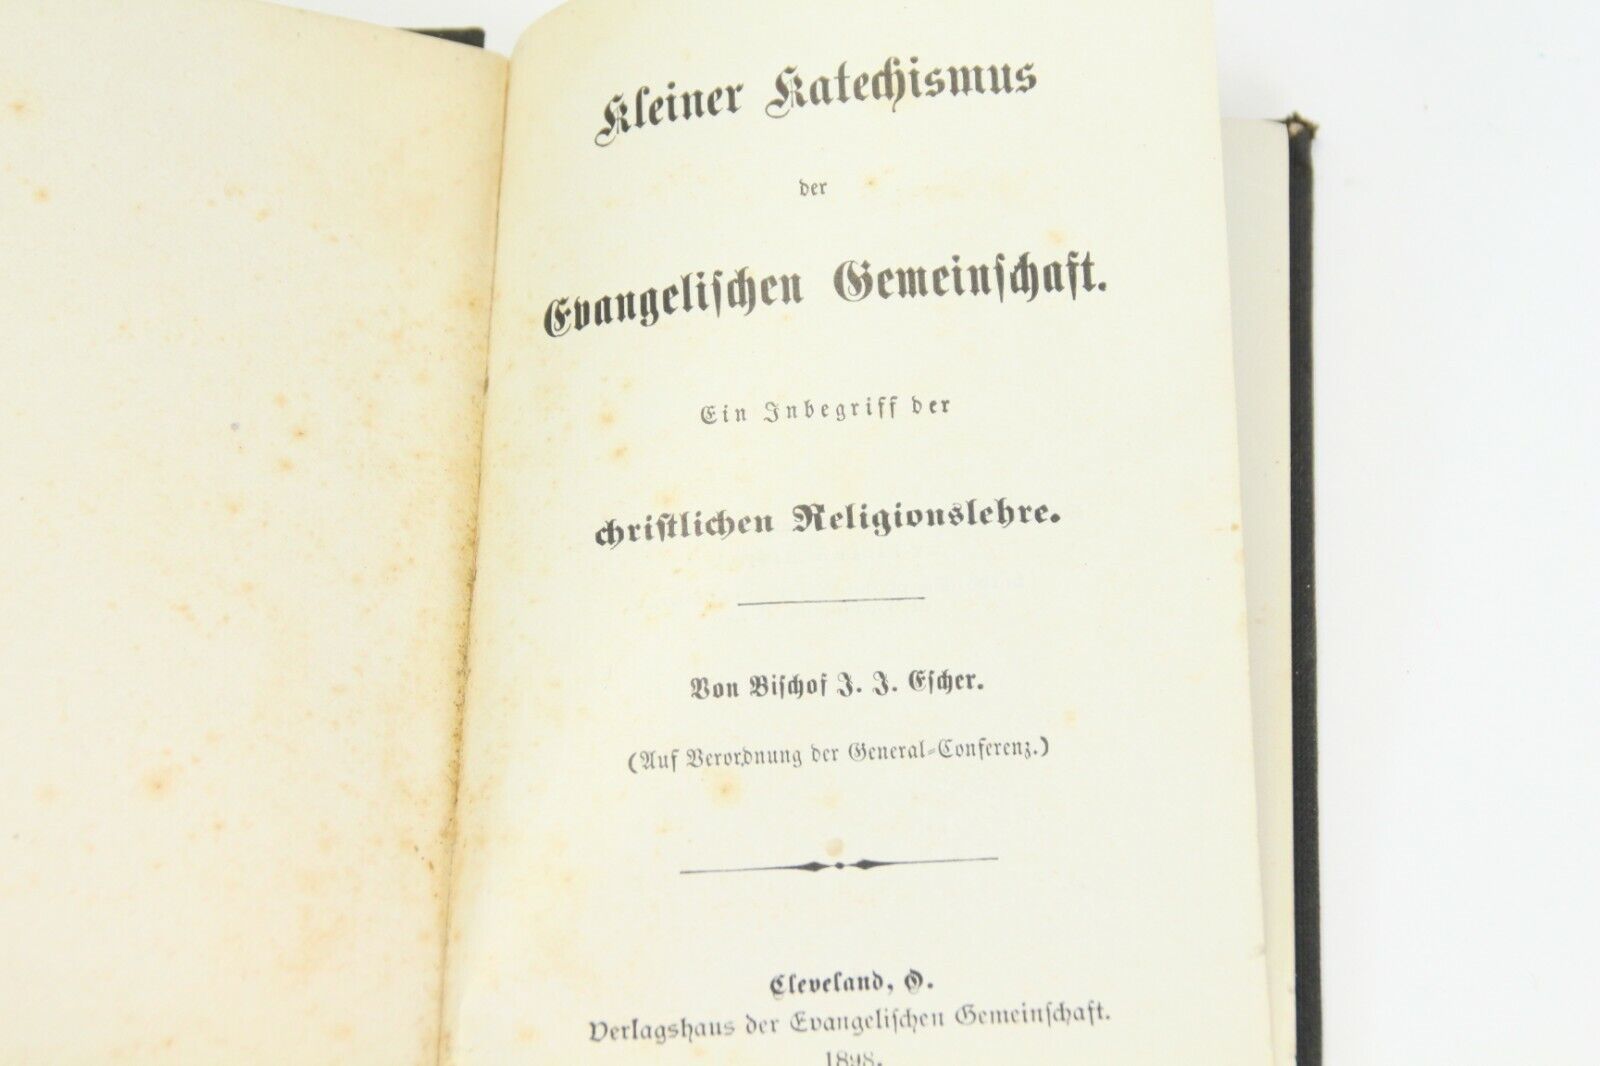 Kleiner Katechismus
der
Evangeliſchen Gemeinſchaft.
Ein Inbegriff der
chriſtlichen Religionslehre.
Von Biſchof J. J. Eſcher.
(Auf Verordnung der General-Conferenz.)
Cleveland, O.
Verlagshaus der Evangeliſchen Gemeinſchaft.
1898.